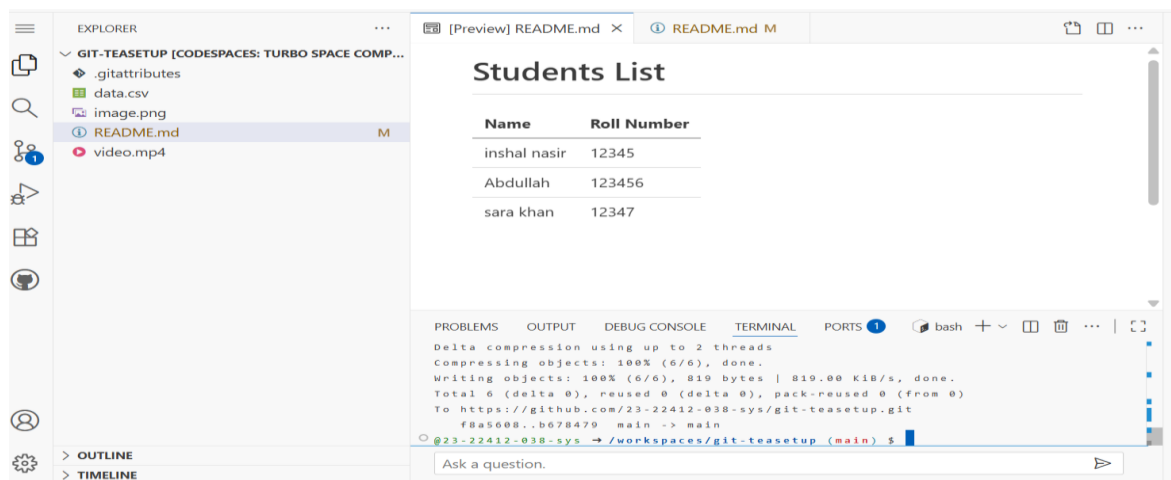 EXPLORER
GIT-TEASETUP [CODESPACES: TURBO SPACE COMP...
.gitattributes
data.csv
image.png
README.md M
video.mp4
OUTLINE
TIMELINE
1
[Preview] README.md
README.md M
Students List
Name Roll Number
inshal nasir 12345
Abdullah 123456
sara khan 12347
PROBLEMS OUTPUT DEBUG CONSOLE TERMINAL PORTS 1 bash
Delta compression using up to 2 threads
Compressing objects: 100% (6/6), done.
Writing objects: 100% (6/6), 819 bytes | 819.00 KiB/s, done.
Total 6 (delta 0), reused 0 (delta 0), pack-reused 0 (from 0)
To https://github.com/23-22412-038-sys/git-teasetup.git
f8a5608..b678479 main -> main
@23-22412-038-sys → /workspaces/git-teasetup (main) $
Ask a question.